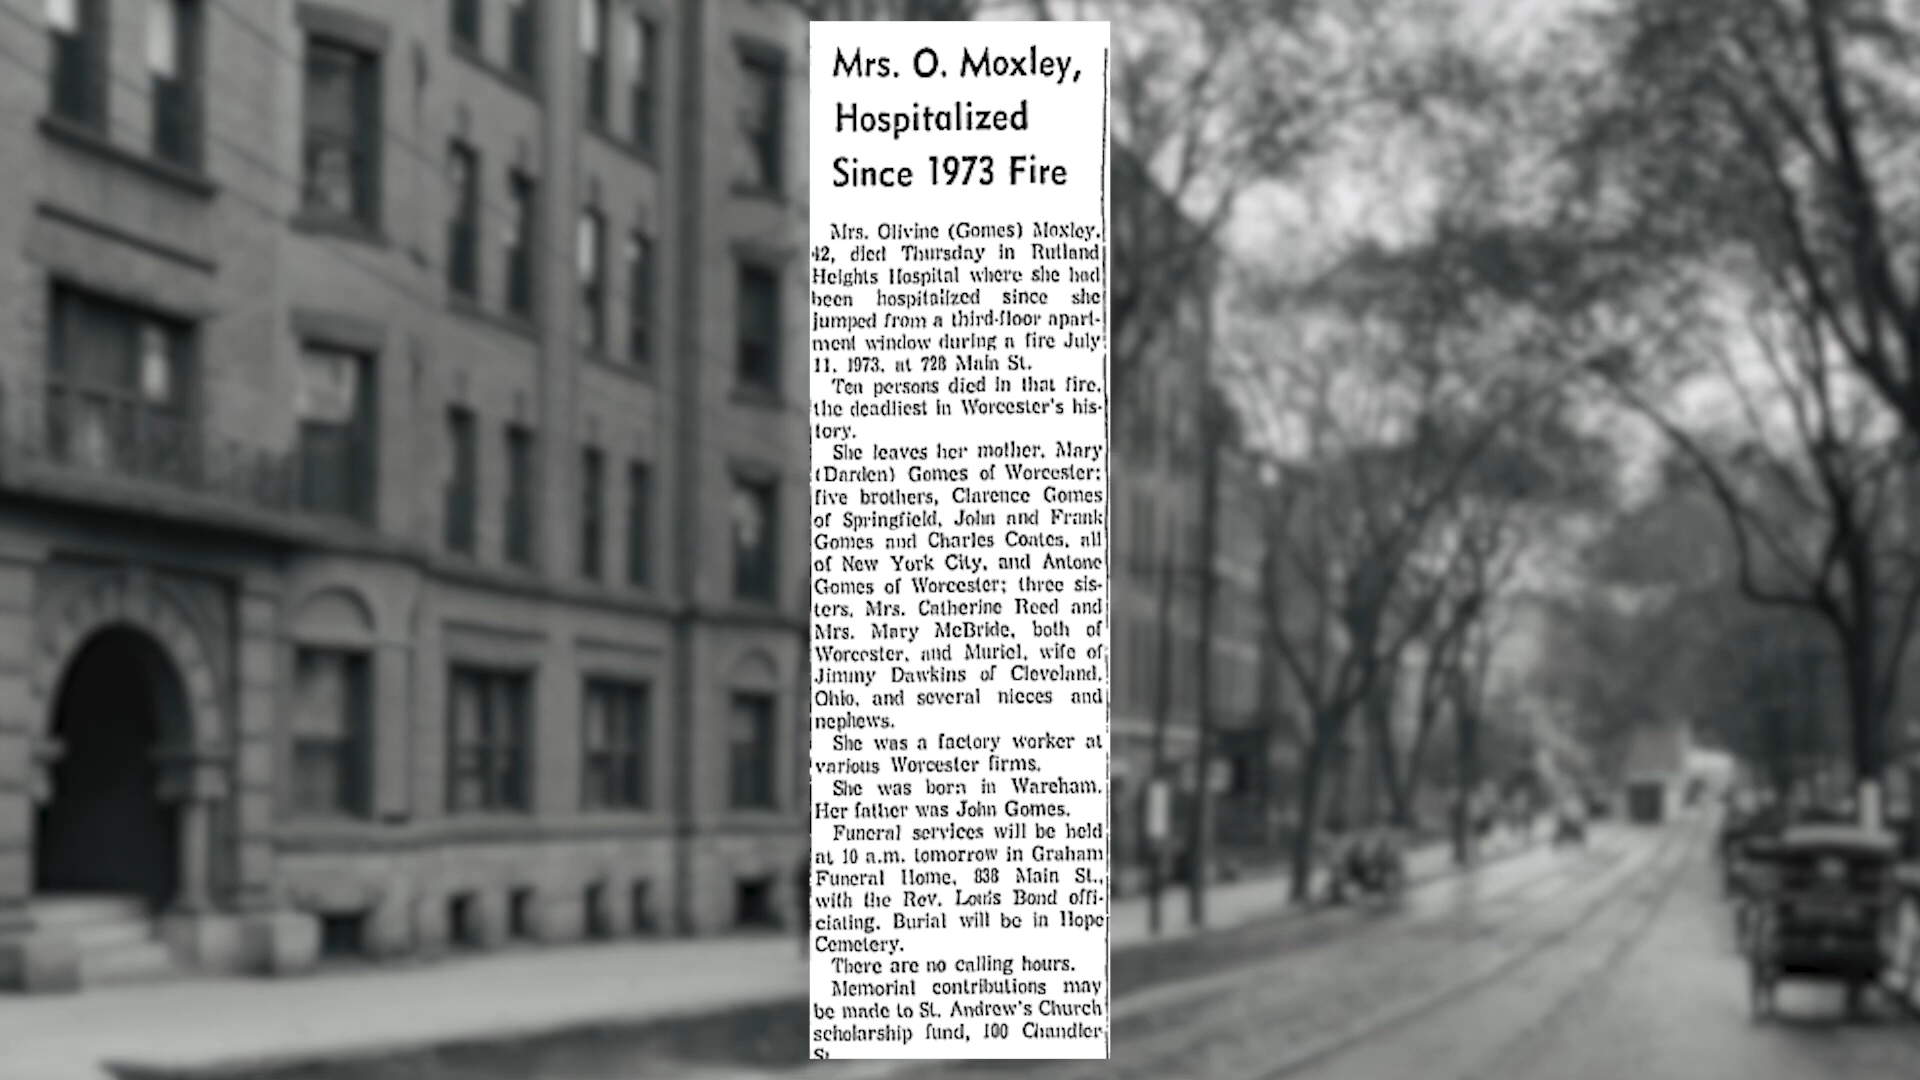 Mrs. O. Moxley,
Hospitalized
Since 1973 Fire
Mrs. Olivine (Gomes) Moxley,
42, died Thursday in Rutland
Heights Hospital where she had
been hospitalized since she
jumped from a third-floor apart-
ment window during a fire July
11, 1973, at 728 Main St.
Ten persons died in that fire,
the deadliest in Worcester's his-
tory.
She leaves her mother, Mary
(Darden) Gomes of Worcester;
five brothers, Clarence Gomes
of Springfield, John and Frank
Gomes and Charles Coates, all
of New York City, and Antone
Gomes of Worcester; three sis-
ters, Mrs. Catherine Reed and
Mrs. Mary McBride, both of
Worcester, and Muriel, wife of
Jimmy Dawkins of Cleveland,
Ohio, and several nieces and
nephews.
She was a factory worker at
various Worcester firms.
She was born in Wareham.
Her father was John Gomes.
Funeral services will be held
at 10 a.m. tomorrow in Graham
Funeral Home, 838 Main St.,
with the Rev. Louis Bond offi-
ciating. Burial will be in Hope
Cemetery.
There are no calling hours.
Memorial contributions may
be made to St. Andrew's Church
scholarship fund, 100 Chandler
St.